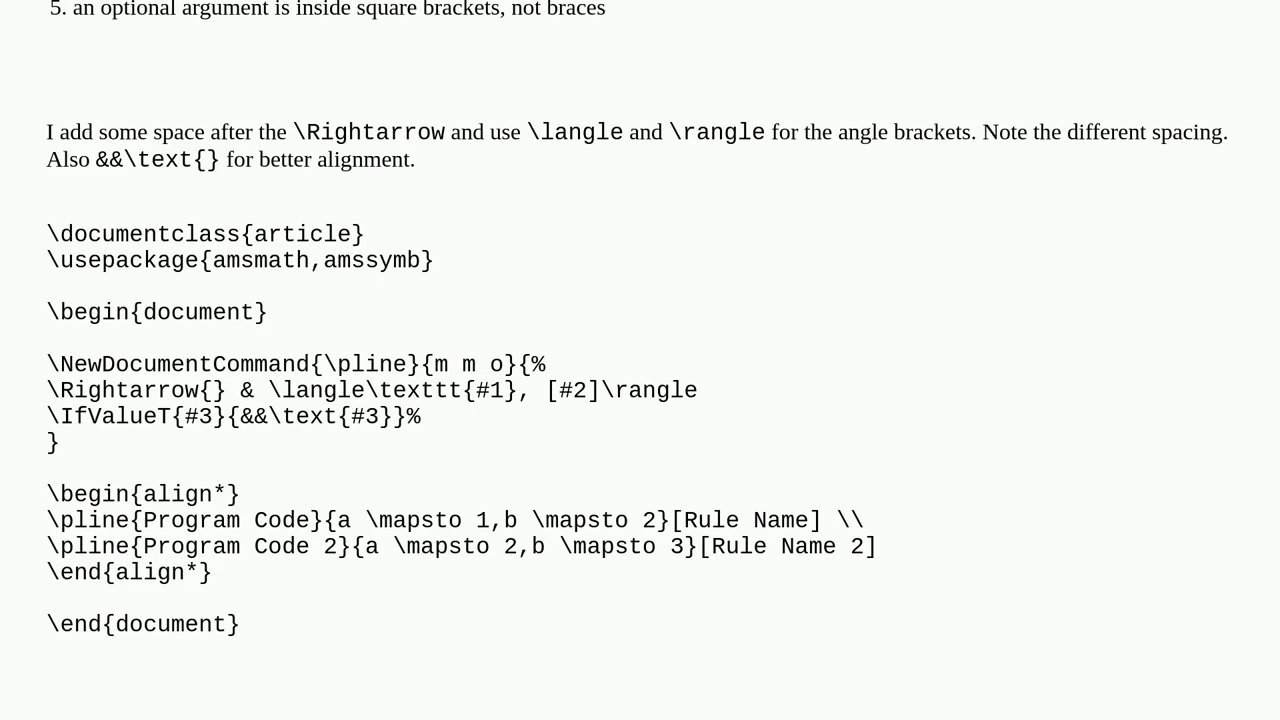 5. an optional argument is inside square brackets, not braces
I add some space after the \Rightarrow and use \langle and \rangle for the angle brackets. Note the different spacing.
Also &&\text{} for better alignment.
\documentclass{article}
\usepackage{amsmath,amssymb}
\begin{document}
\NewDocumentCommand{\pline}{m m o}{%
\Rightarrow{} & \langle\texttt{#1}, [#2]\rangle
\IfValueT{#3}{&&\text{#3}}%
}
\begin{align*}
\pline{Program Code}{a \mapsto 1,b \mapsto 2}[Rule Name] \\
\pline{Program Code 2}{a \mapsto 2,b \mapsto 3}[Rule Name 2]
\end{align*}
\end{document}